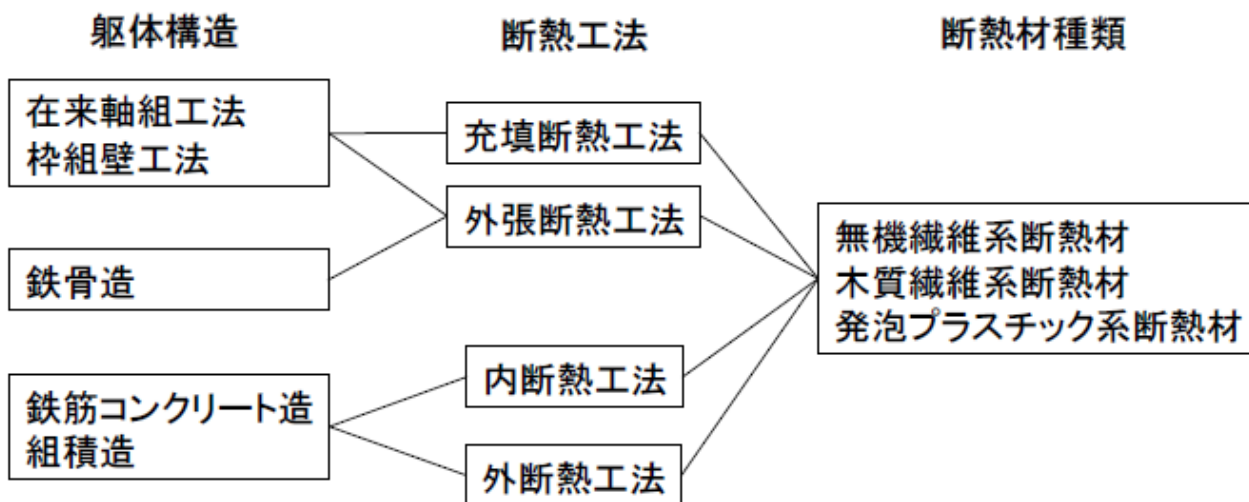 躯体構造
断熱工法
断熱材種類
在来軸組工法
枠組壁工法
充填断熱工法
外張断熱工法
鉄骨造
無機繊維系断熱材
木質繊維系断熱材
発泡プラスチック系断熱材
内断熱工法
鉄筋コンクリート造
組積造
外断熱工法